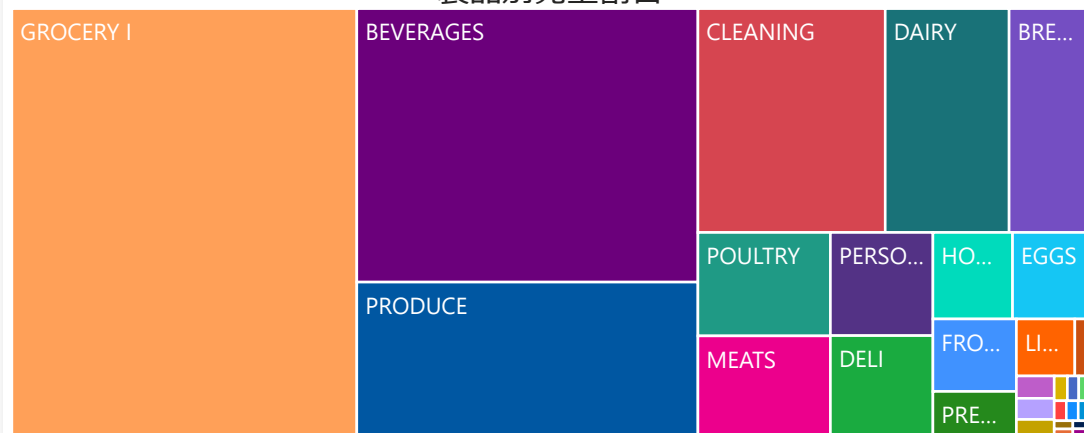 GROCERY I
BEVERAGES
CLEANING
DAIRY
BRE...
PRODUCE
POULTRY
PERSO...
HO...
EGGS
MEATS
DELI
FRO...
LI...
PRE...